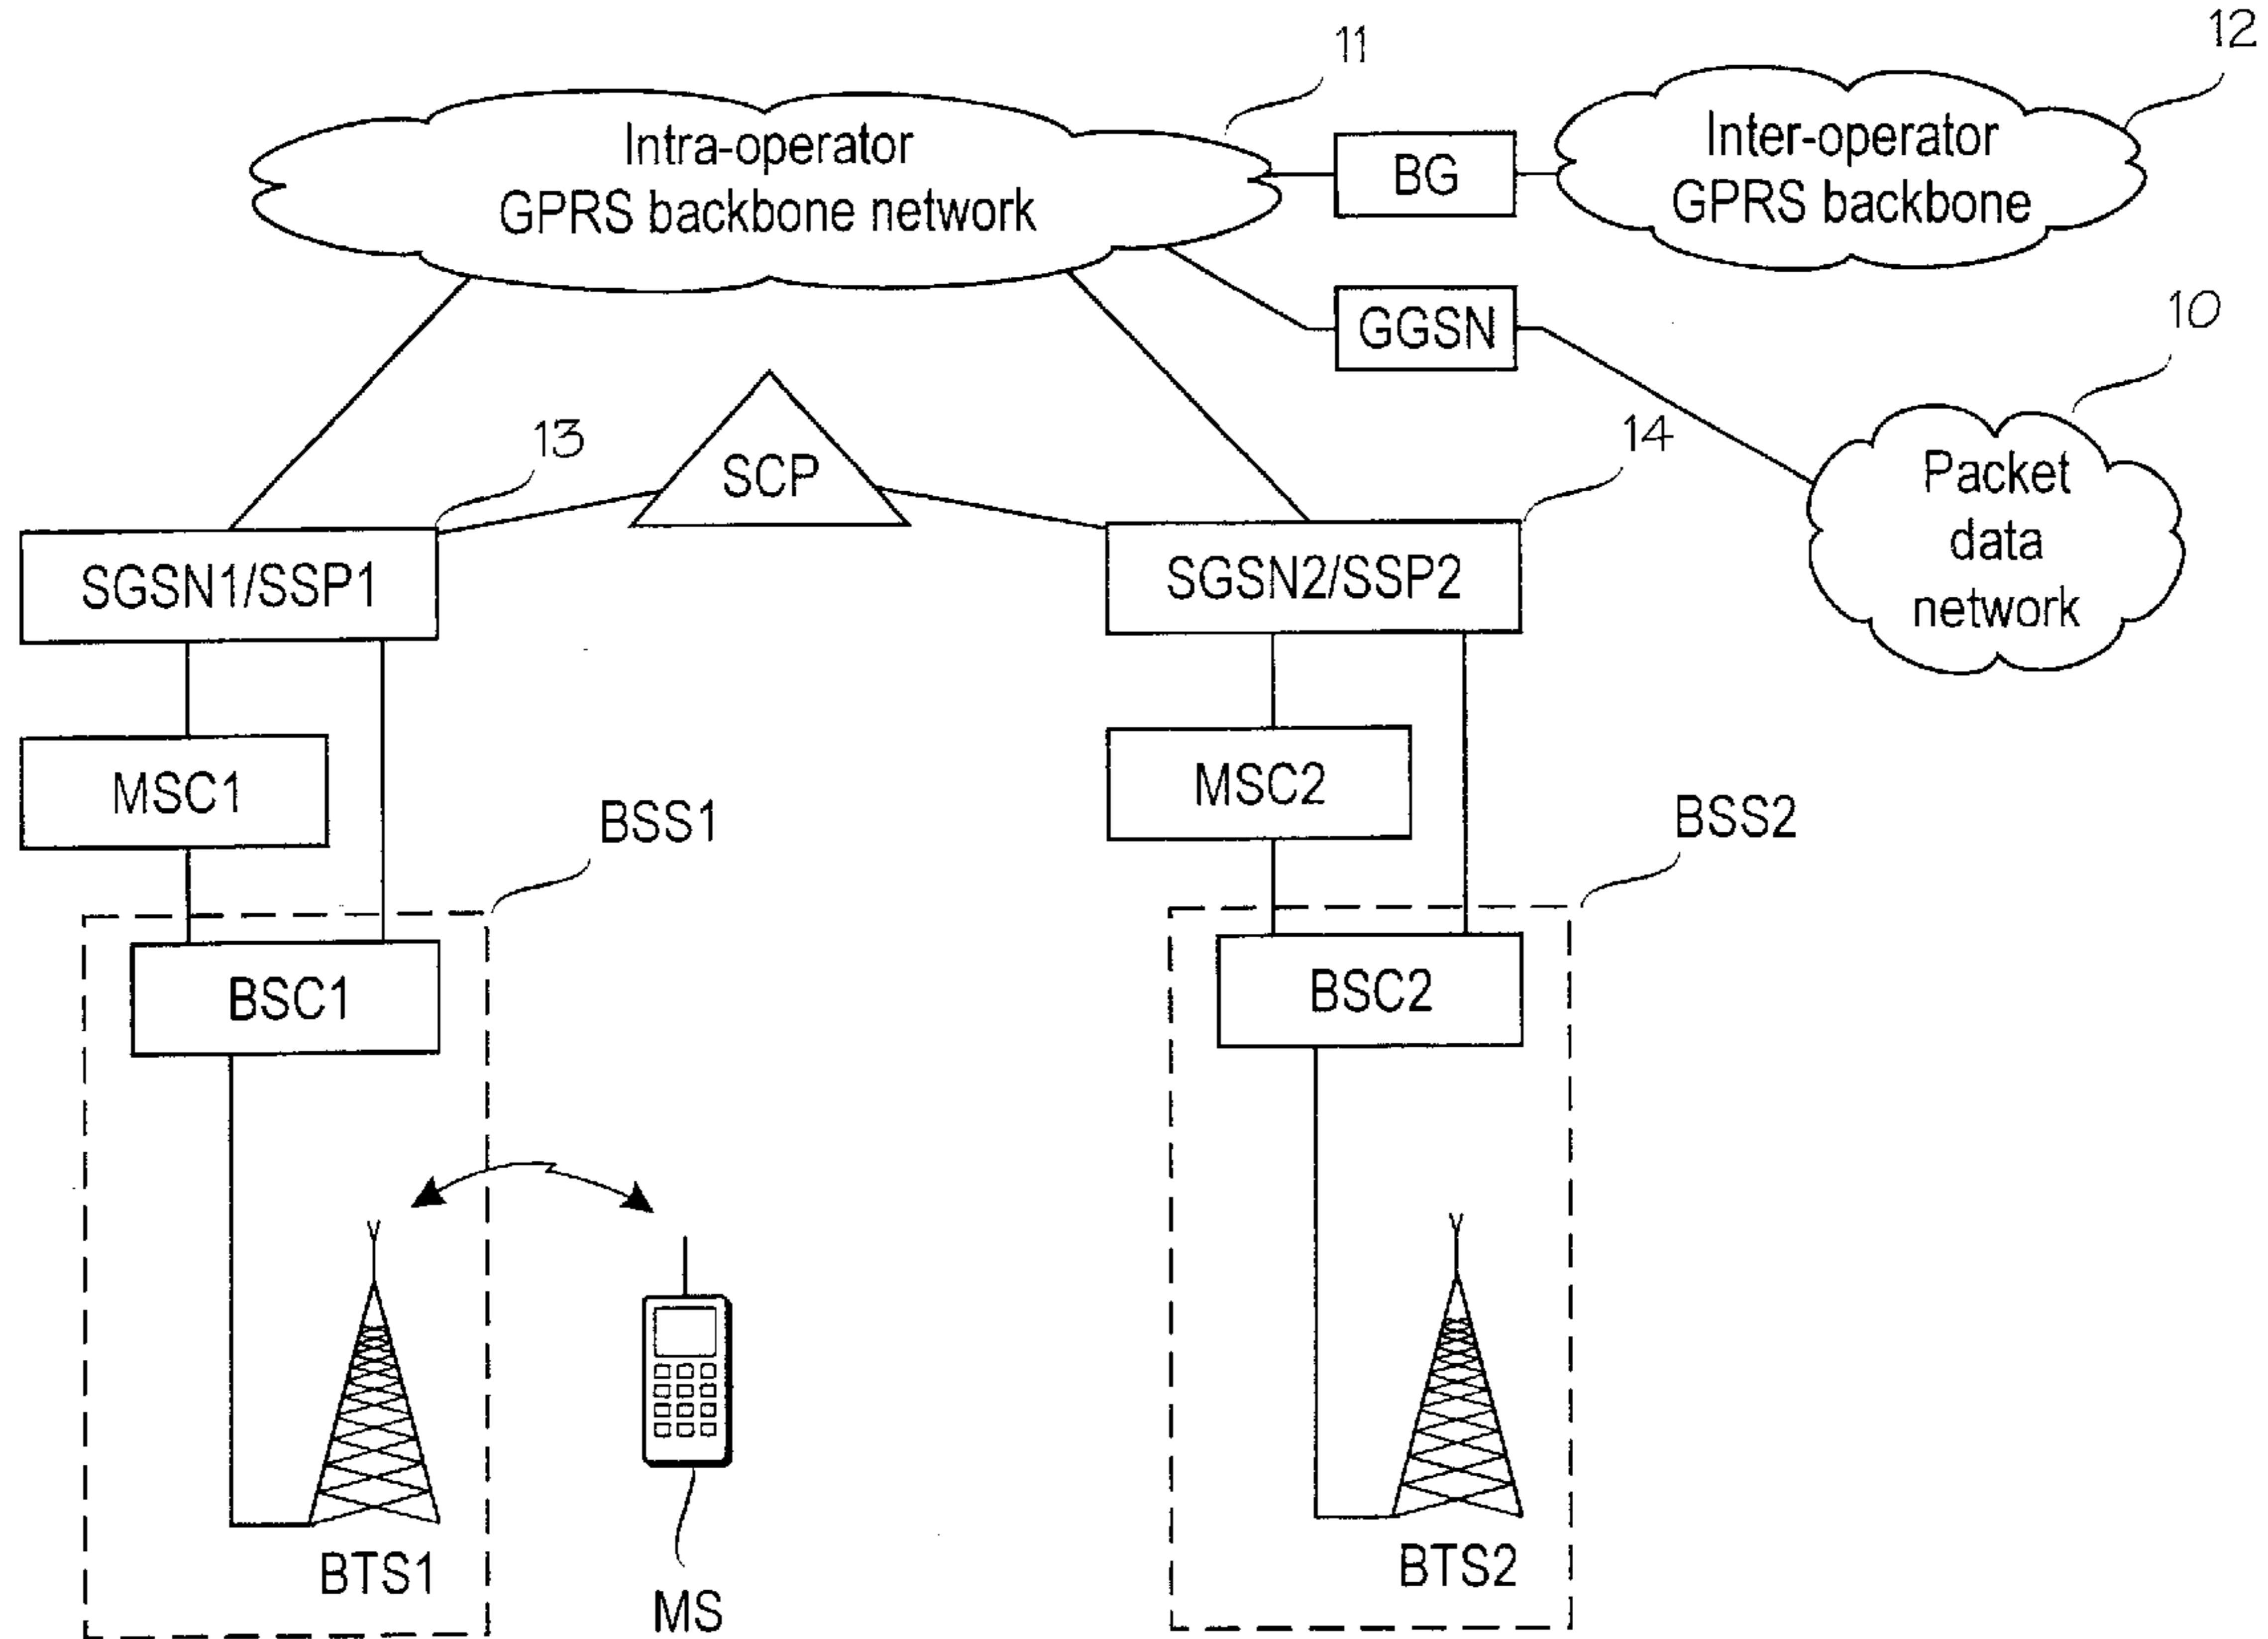 11
12
Intra-operator
GPRS backbone network
BG
Inter-operator
GPRS backbone
GGSN
10
13
SCP
14
Packet
data
network
SGSN1/SSP1
SGSN2/SSP2
MSC1
MSC2
BSS1
BSS2
BSC1
BSC2
BTS1
MS
BTS2